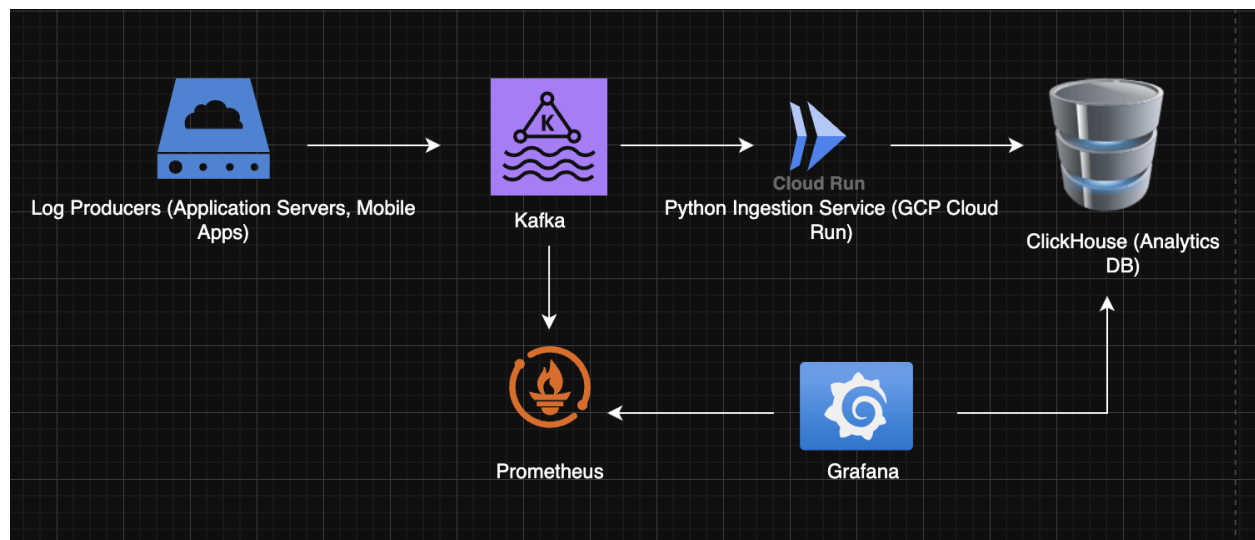 K
Cloud Run
Log Producers (Application Servers, Mobile
Apps)
Kafka
Python Ingestion Service (GCP Cloud
Run)
ClickHouse (Analytics
DB)
Prometheus
Grafana